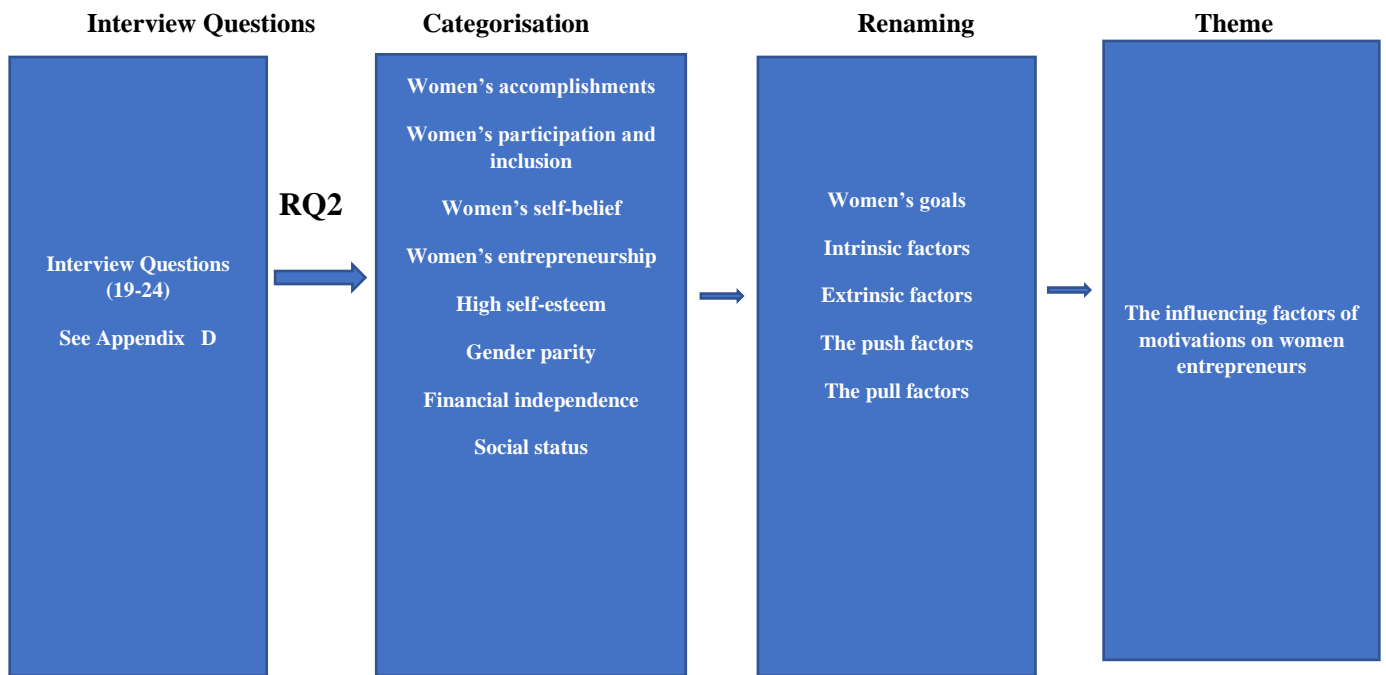 Interview Questions
Categorisation
Renaming
Theme
Interview Questions
(19-24)
See Appendix D
RQ2
Women’s accomplishments
Women’s participation and
inclusion
Women’s self-belief
Women’s entrepreneurship
High self-esteem
Gender parity
Financial independence
Social status
Women’s goals
Intrinsic factors
Extrinsic factors
The push factors
The pull factors
The influencing factors of
motivations on women
entrepreneurs